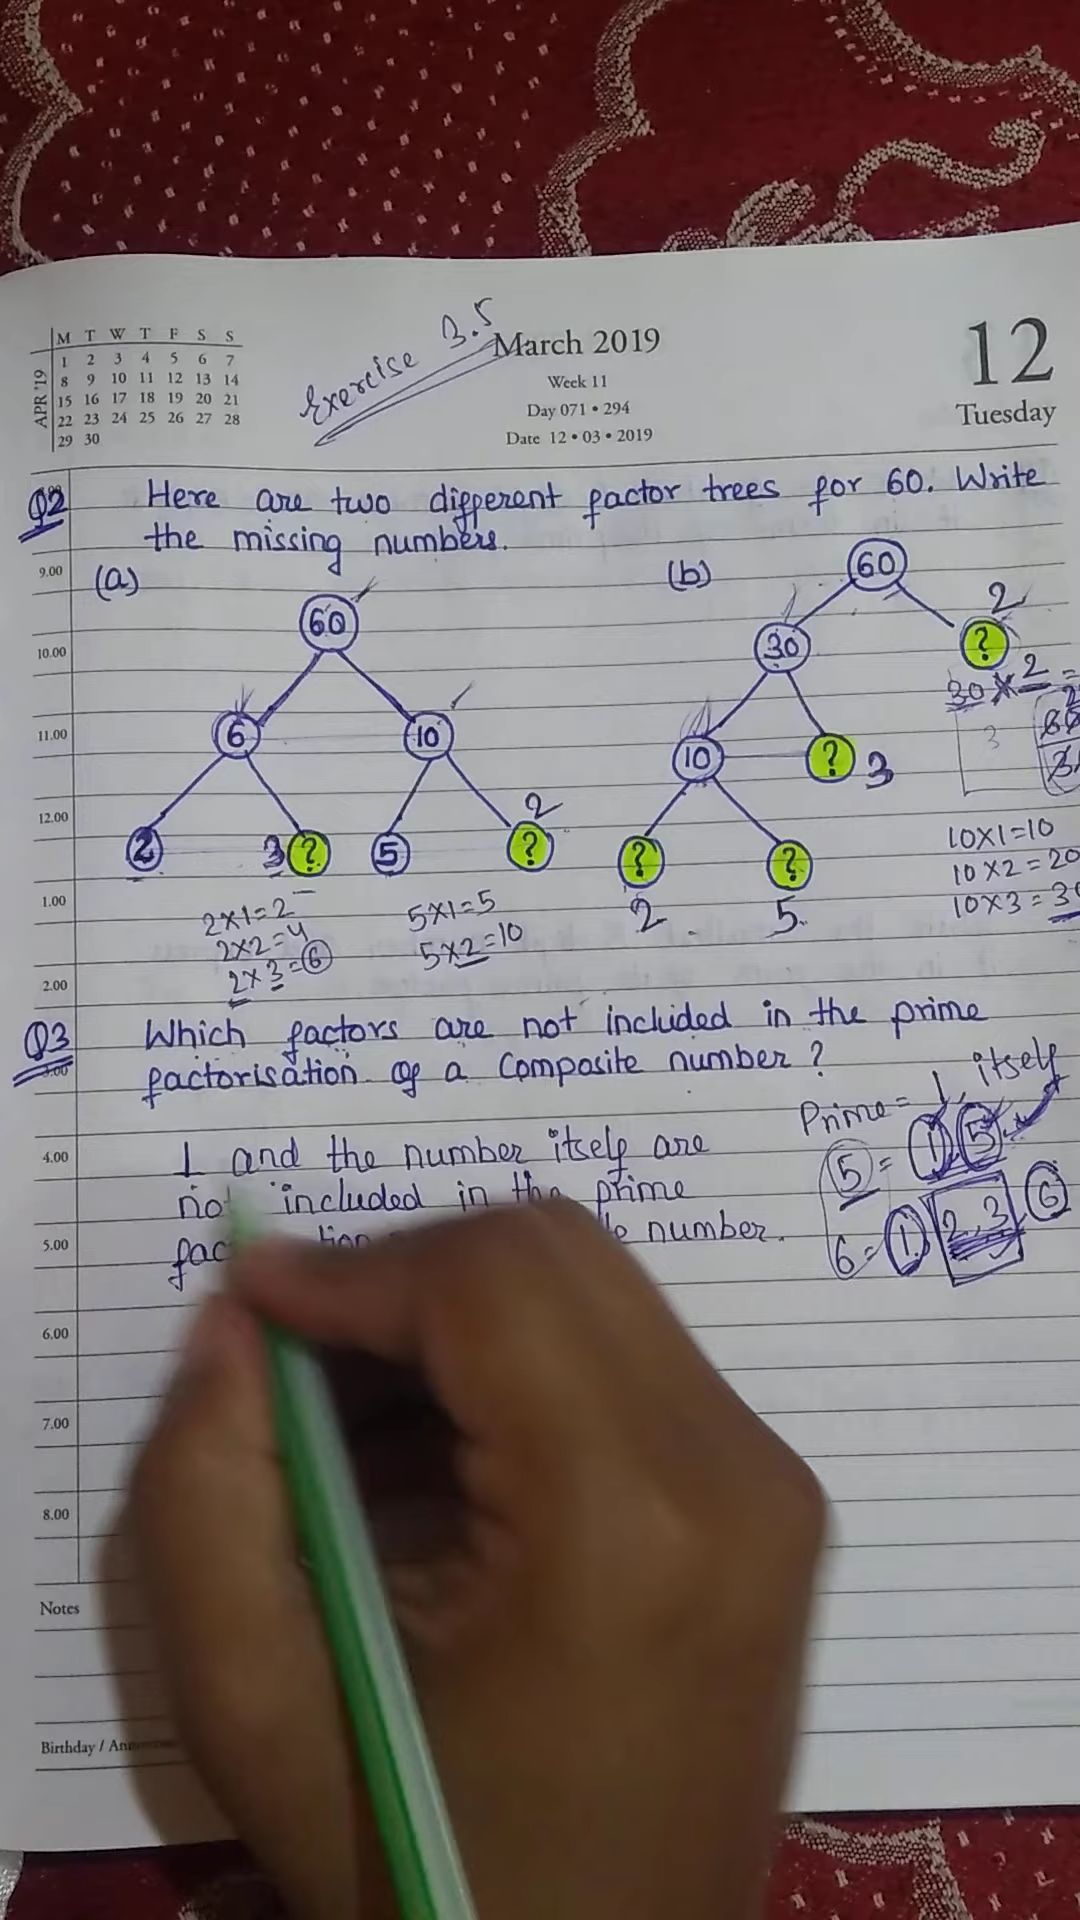 M T W T F S S
APR '19
1 2 3 4 5 6 7
8 9 10 11 12 13 14
15 16 17 18 19 20 21
22 23 24 25 26 27 28
29 30
Exercise 3.5
March 2019
Week 11
Day 071 • 294
Date 12 • 03 • 2019
12
Tuesday
Q2 Here are two different factor trees for 60. Write
the missing numbers.
9.00
(a)
60
10.00
6 10
11.00
2
12.00
2 3 ? 5 ?
1.00
2×1=2 5×1=5
2×2=4 5×2=10
2×3=6
2.00
(b)
60
2
30 ?
30×2=
10 ? 3
? ?
2 5.
10×1=10
10×2=20
10×3=30
Q3 Which factors are not included in the prime
factorisation of a composite number?
3.00
4.00
1 and the number itself are
not included in the prime
number.
Prime = 1, itself
5 = 1, 5
6 = 1, 2, 3, 6
5.00
6.00
7.00
8.00
Notes
Birthday /